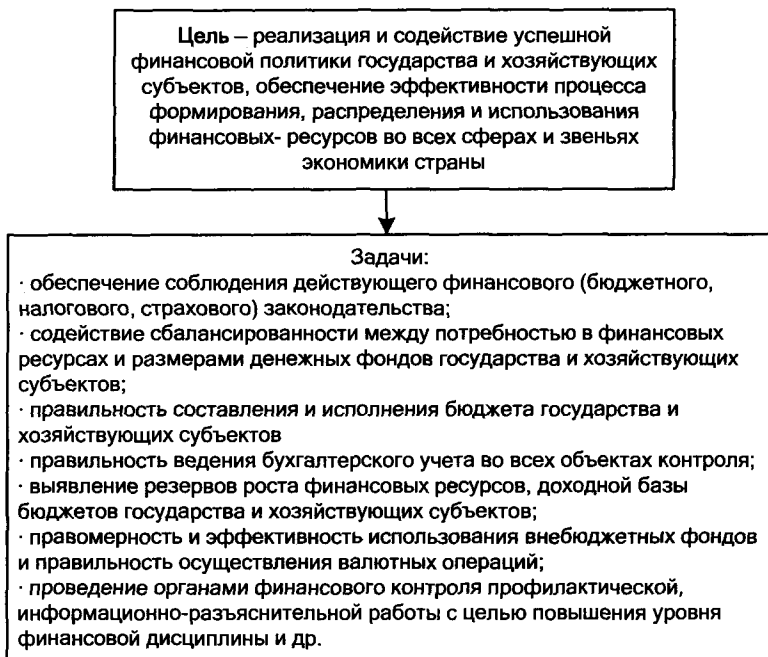 Цель – реализация и содействие успешной
финансовой политики государства и хозяйствующих
субъектов, обеспечение эффективности процесса
формирования, распределения и использования
финансовых- ресурсов во всех сферах и звеньях
экономики страны
Задачи:
· обеспечение соблюдения действующего финансового (бюджетного,
налогового, страхового) законодательства;
· содействие сбалансированности между потребностью в финансовых
ресурсах и размерами денежных фондов государства и хозяйствующих
субъектов;
· правильность составления и исполнения бюджета государства и
хозяйствующих субъектов
· правильность ведения бухгалтерского учета во всех объектах контроля;
· выявление резервов роста финансовых ресурсов, доходной базы
бюджетов государства и хозяйствующих субъектов;
· правомерность и эффективность использования внебюджетных фондов
и правильность осуществления валютных операций;
· проведение органами финансового контроля профилактической,
информационно-разъяснительной работы с целью повышения уровня
финансовой дисциплины и др.